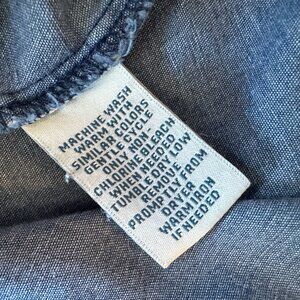 MACHINE WASH
WARM WITH
SIMILAR COLORS
GENTLE CYCLE
ONLY NON-
CHLORINE BLEACH
WHEN NEEDED
TUMBLE DRY LOW
REMOVE
PROMPTLY FROM
DRYER
WARM IRON
IF NEEDED